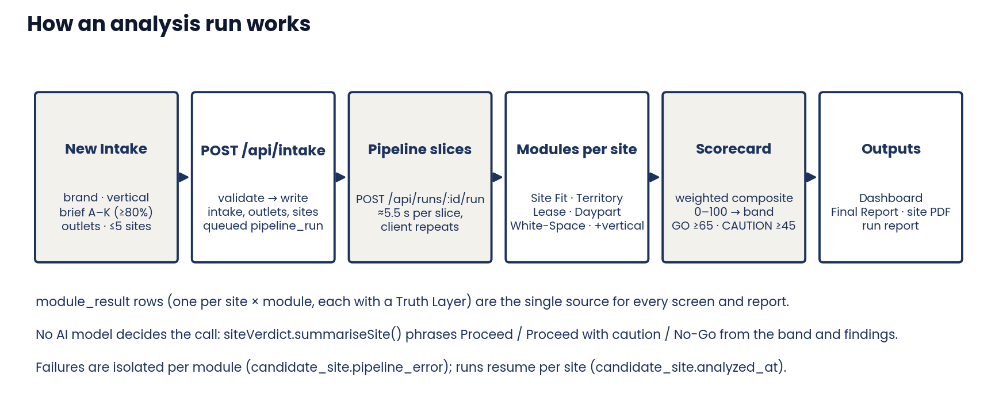 How an analysis run works
New Intake
brand · vertical
brief A–K (≥80%)
outlets · ≤5 sites
POST /api/intake
validate → write
intake, outlets, sites
queued pipeline_run
Pipeline slices
POST /api/runs/:id/run
≈5.5 s per slice,
client repeats
Modules per site
Site Fit · Territory
Lease · Daypart
White-Space · +vertical
Scorecard
weighted composite
0–100 → band
GO ≥65 · CAUTION ≥45
Outputs
Dashboard
Final Report · site PDF
run report
module_result rows (one per site × module, each with a Truth Layer) are the single source for every screen and report.
No AI model decides the call: siteVerdict.summariseSite() phrases Proceed / Proceed with caution / No-Go from the band and findings.
Failures are isolated per module (candidate_site.pipeline_error); runs resume per site (candidate_site.analyzed_at).